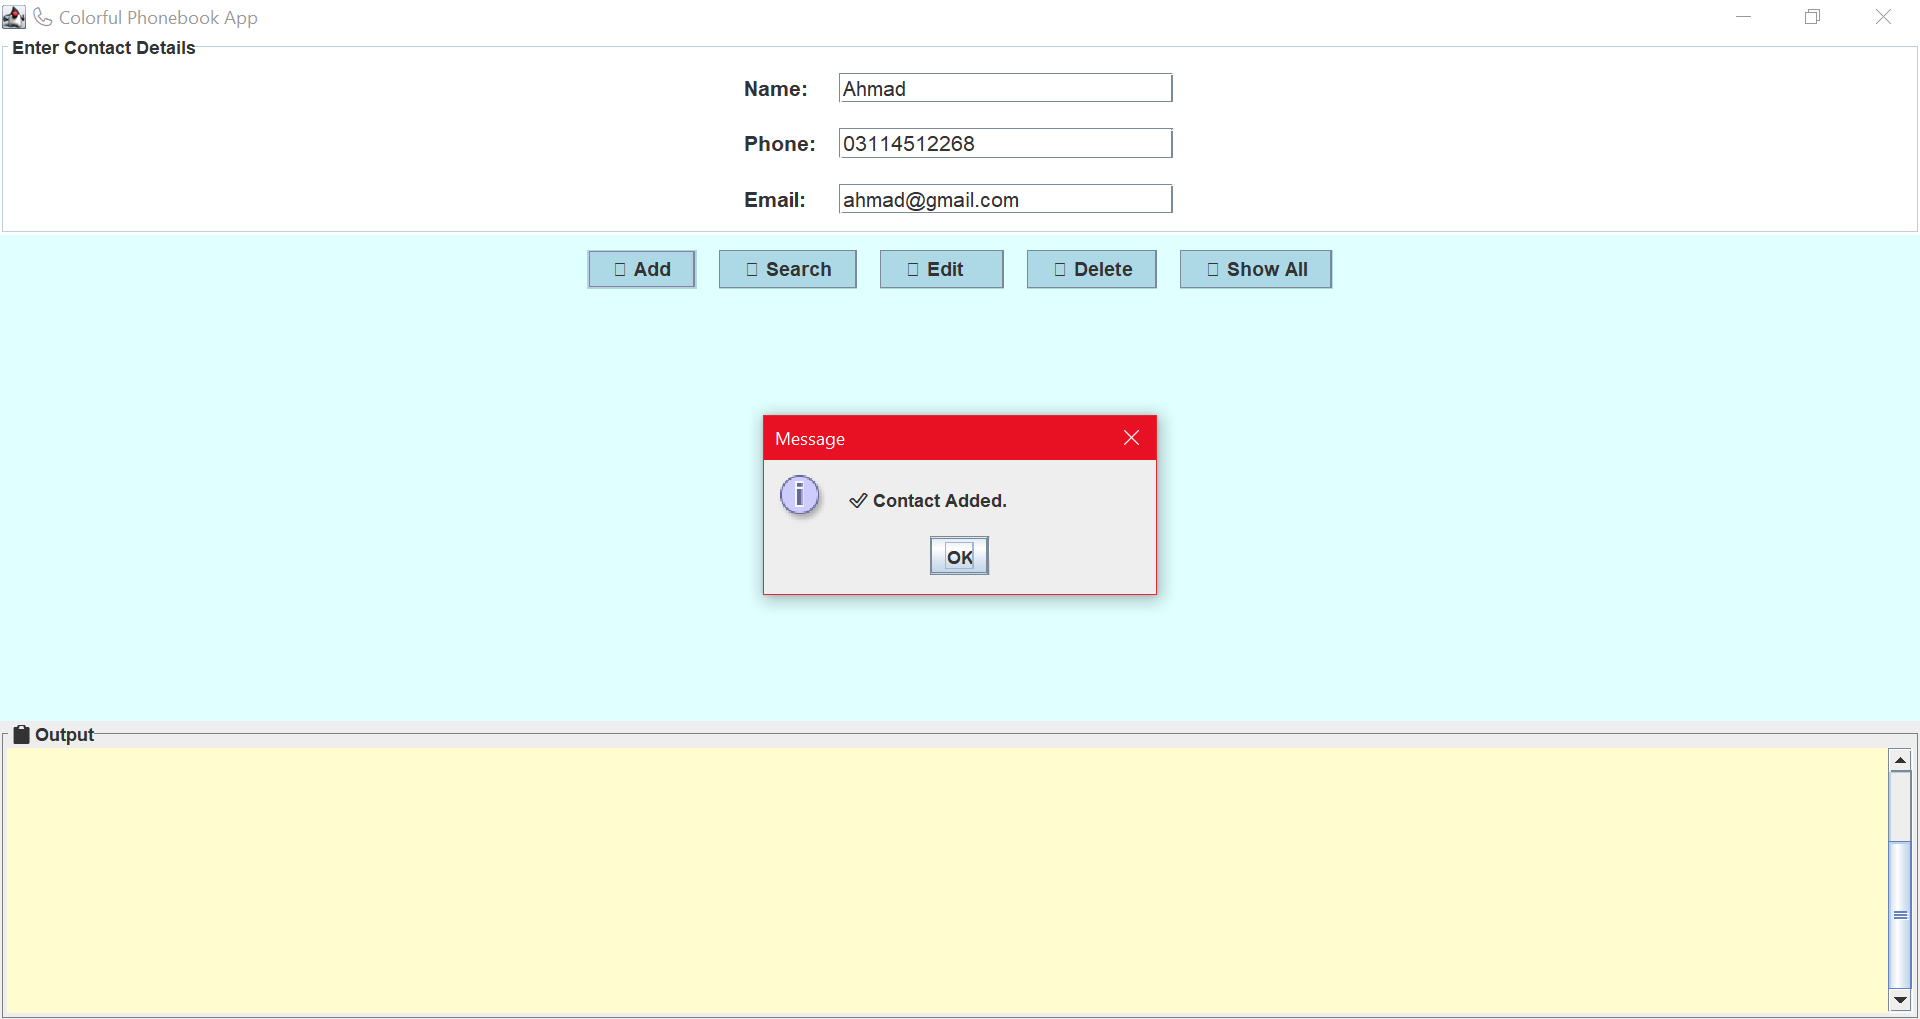 Colorful Phonebook App
Enter Contact Details
Name: Ahmad
Phone: 03114512268
Email: ahmad@gmail.com
Add Search Edit Delete Show All
Message
✔ Contact Added.
OK
Output